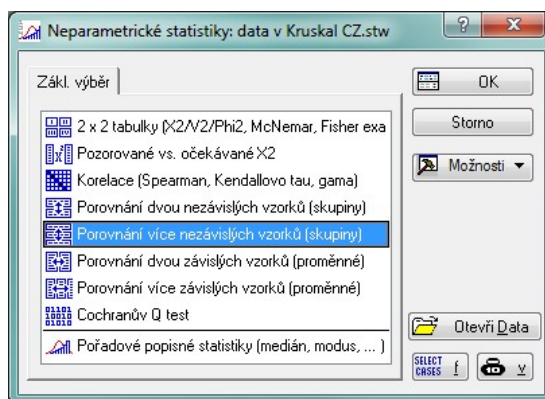 Neparametrické statistiky: data v Kruskal CZ.stw
Zákl. výběr
2 x 2 tabulky (X2/V2/Phi2, McNemar, Fisher exa
Pozorované vs. očekávané X2
Korelace (Spearman, Kendallovo tau, gama)
Porovnání dvou nezávislých vzorků (skupiny)
Porovnání více nezávislých vzorků (skupiny)
Porovnání dvou závislých vzorků (proměnné)
Porovnání více závislých vzorků (proměnné)
Cochranův Q test
Pořadové popisné statistiky (medián, modus, ... )
OK
Storno
Možnosti
Otevři Data
SELECT CASES f
v